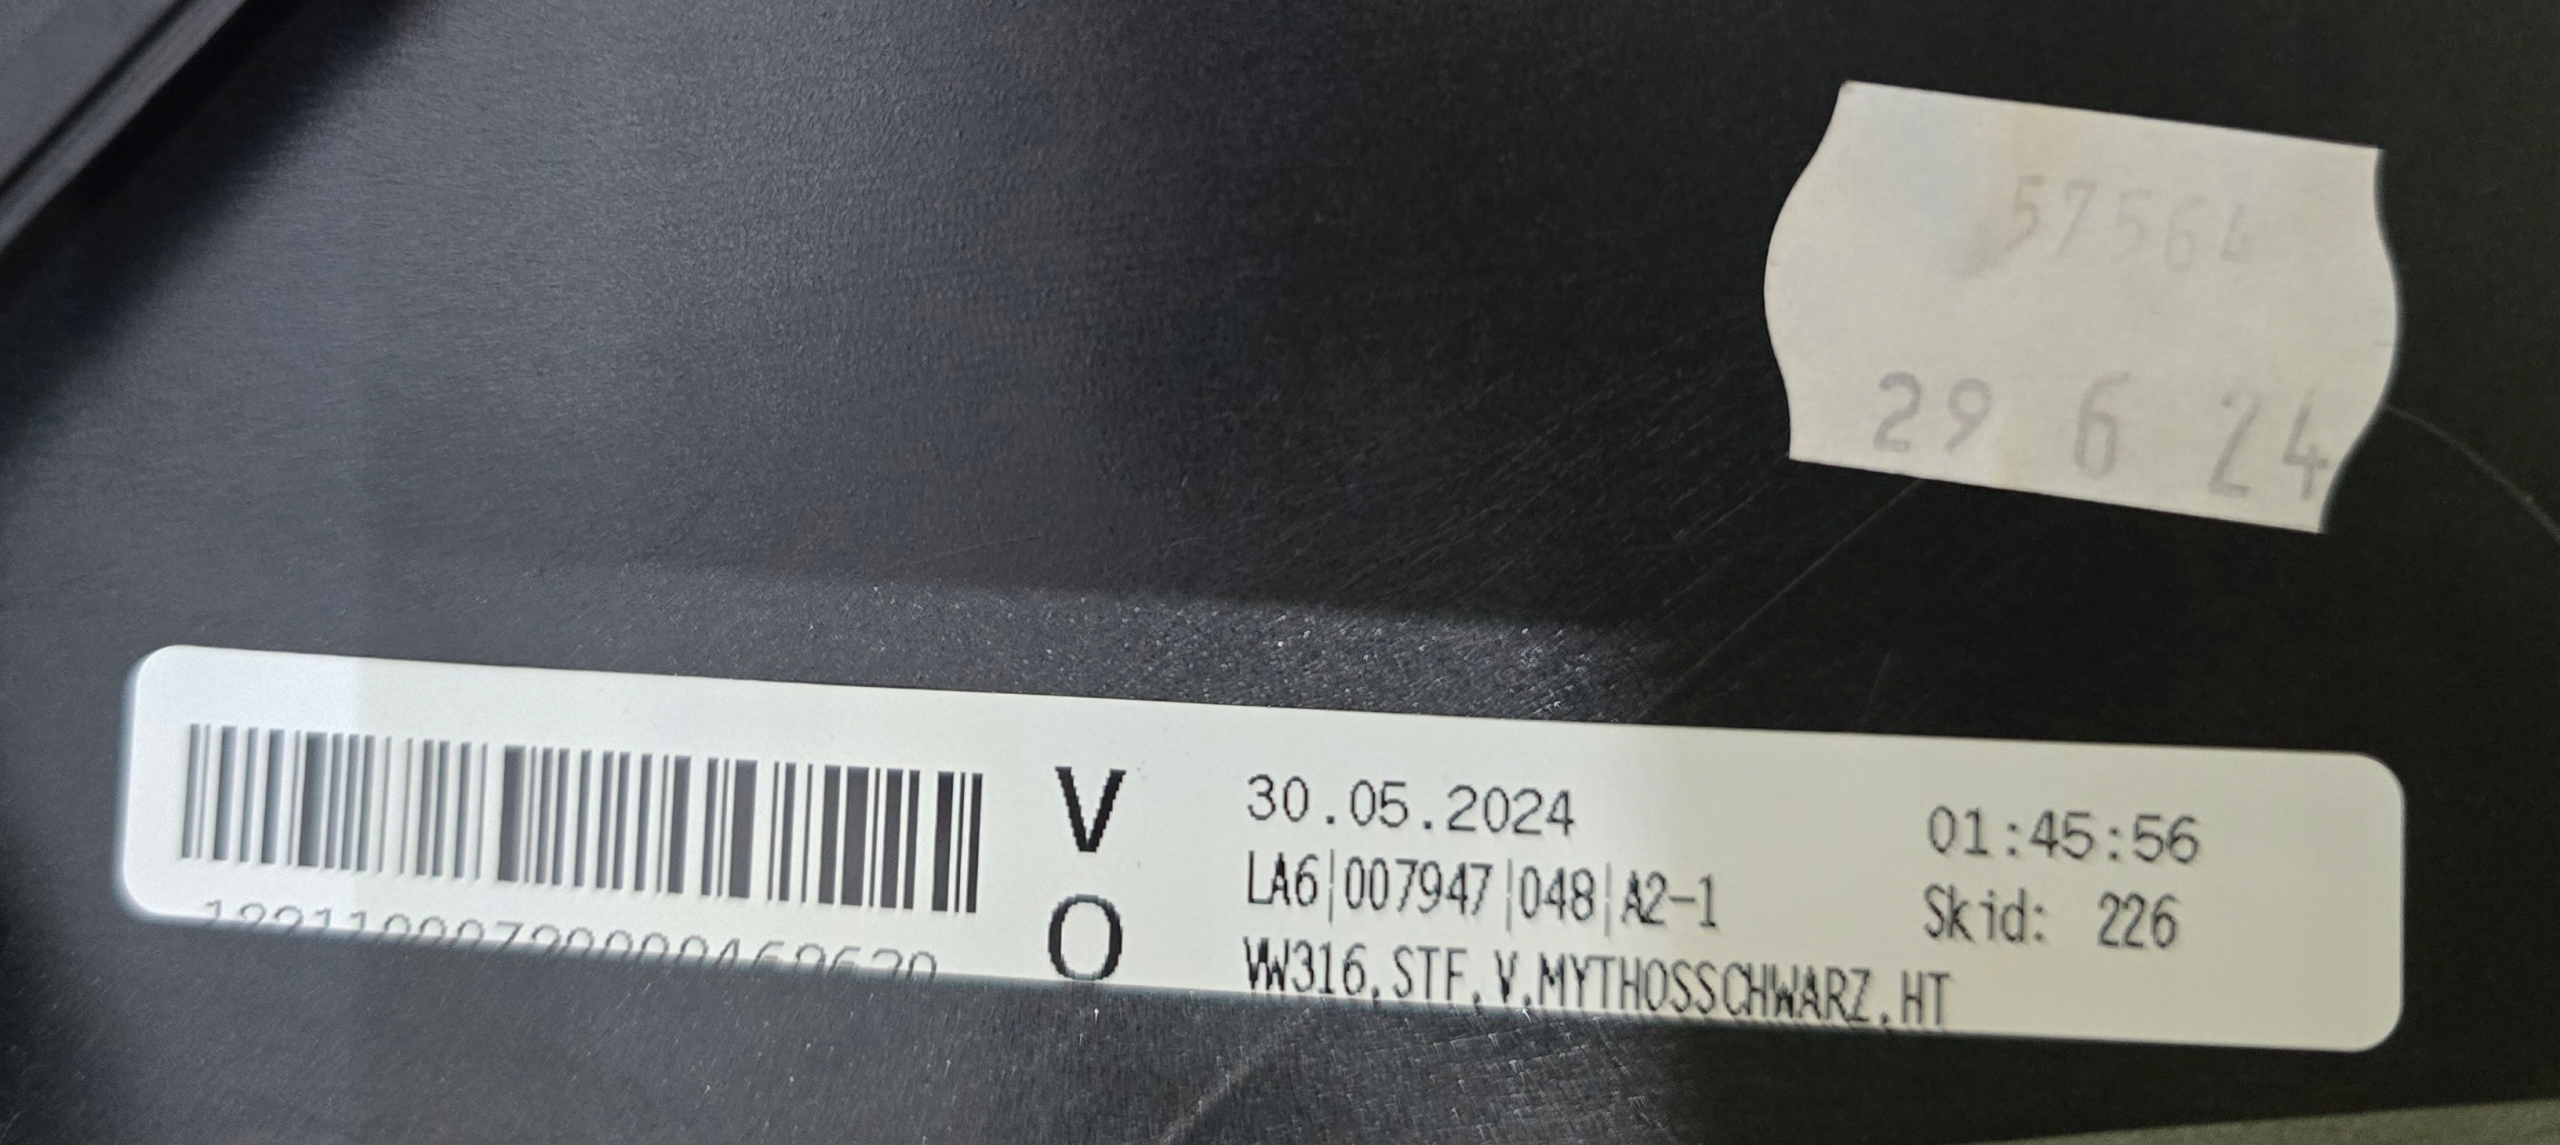 57564
29 6 24
V
O
30.05.2024 01:45:56
LA6|007947|048|A2-1 Skid: 226
VW316.STF.V.MYTHOSSCHWARZ.HT